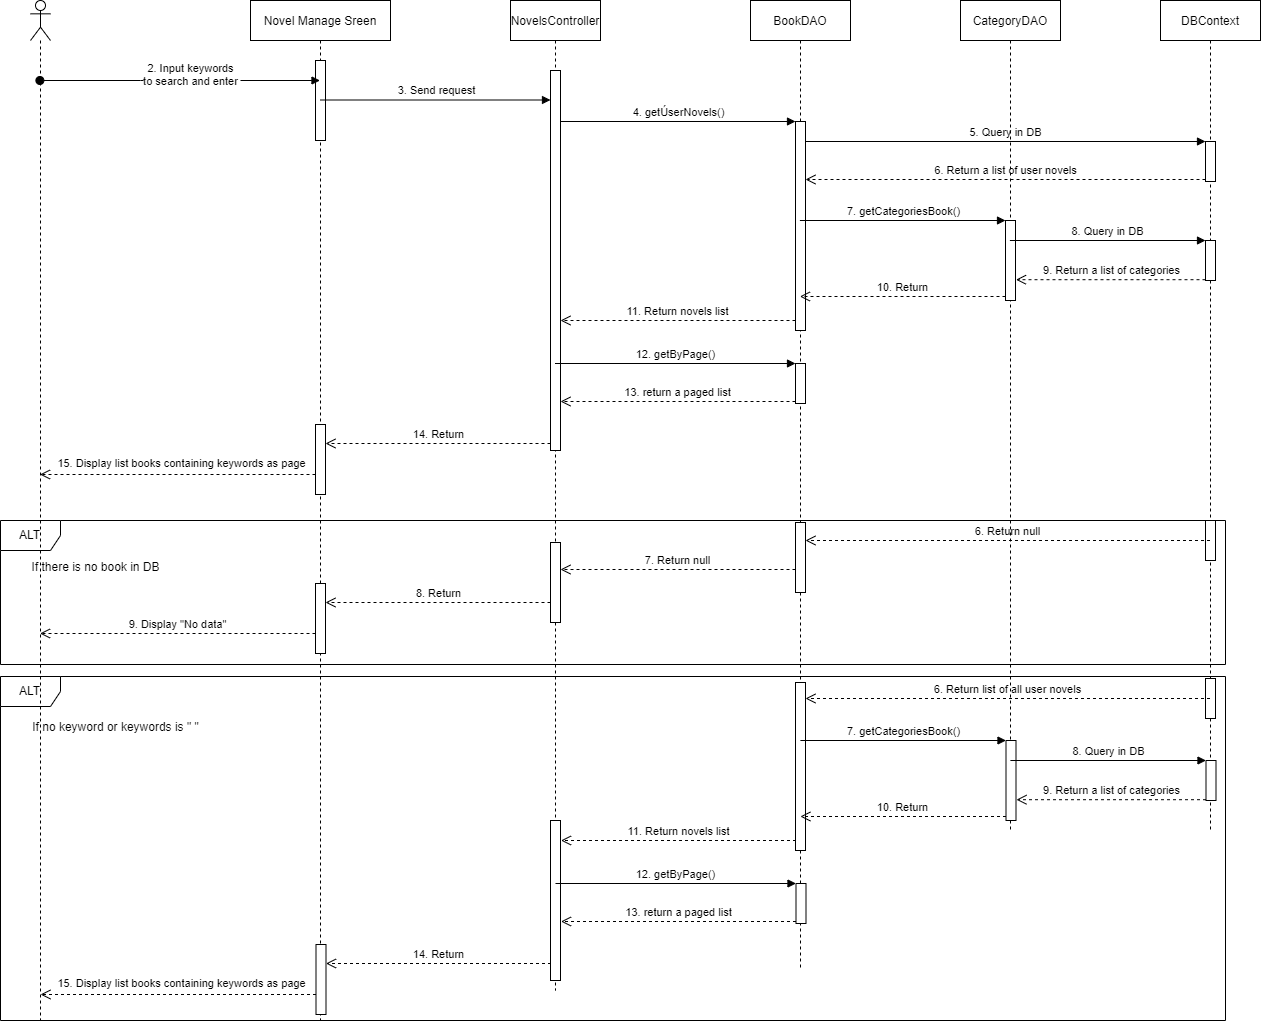 Novel Manage Sreen
NovelsController
BookDAO
CategoryDAO
DBContext
2. Input keywords
to search and enter
3. Send request
4. getÚserNovels()
5. Query in DB
6. Return a list of user novels
7. getCategoriesBook()
8. Query in DB
9. Return a list of categories
10. Return
11. Return novels list
12. getByPage()
13. return a paged list
14. Return
15. Display list books containing keywords as page
ALT
If there is no book in DB
6. Return null
7. Return null
8. Return
9. Display "No data"
ALT
If no keyword or keywords is " "
6. Return list of all user novels
7. getCategoriesBook()
8. Query in DB
9. Return a list of categories
10. Return
11. Return novels list
12. getByPage()
13. return a paged list
14. Return
15. Display list books containing keywords as page